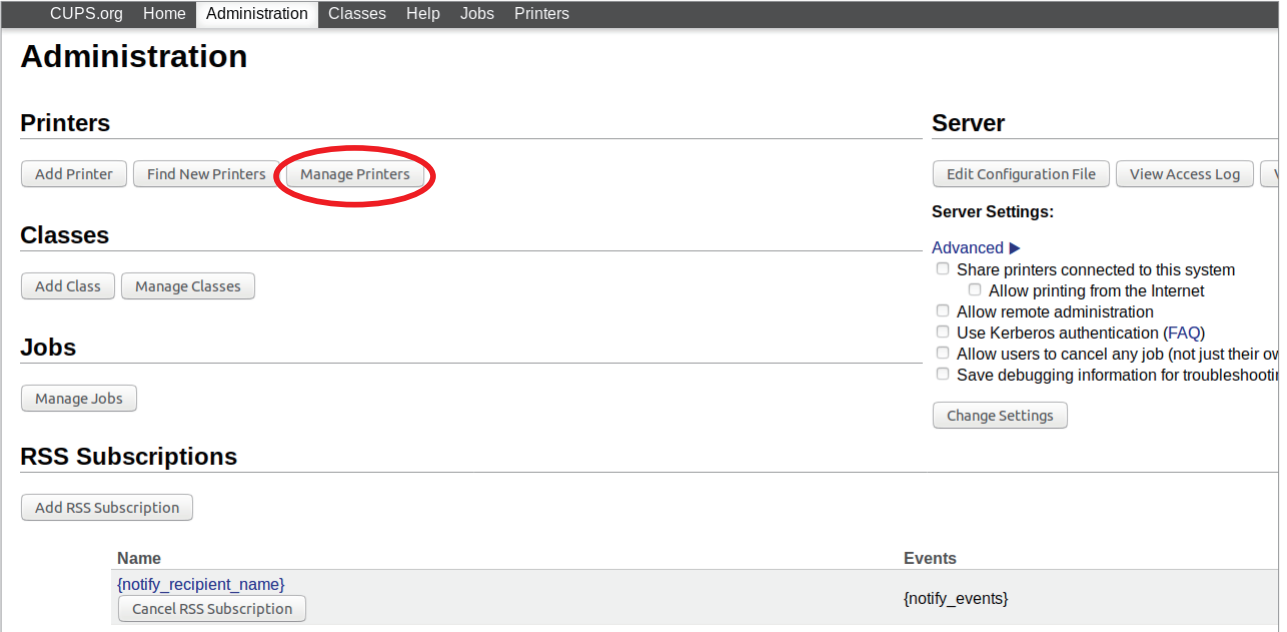 CUPS.org Home Administration Classes Help Jobs Printers
Administration
Printers
Add Printer Find New Printers Manage Printers
Classes
Add Class Manage Classes
Jobs
Manage Jobs
Server
Edit Configuration File View Access Log
Server Settings:
Advanced ▶
Share printers connected to this system
Allow printing from the Internet
Allow remote administration
Use Kerberos authentication (FAQ)
Allow users to cancel any job (not just their
Save debugging information for
Change Settings
RSS Subscriptions
Add RSS Subscription
Name Events
{notify_recipient_name}
Cancel RSS Subscription
{notify_events}